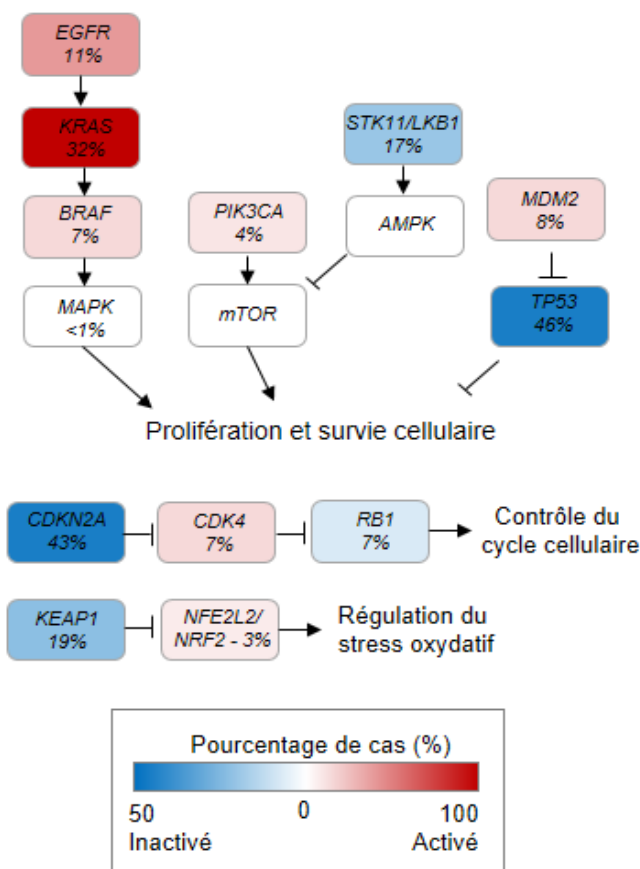 EGFR
11%
KRAS
32%
BRAF
7%
MAPK
<1%
PIK3CA
4%
mTOR
STK11/LKB1
17%
AMPK
MDM2
8%
TP53
46%
Prolifération et survie cellulaire
CDKN2A
43%
CDK4
7%
RB1
7%
Contrôle du
cycle cellulaire
KEAP1
19%
NFE2L2/
NRF2 - 3%
Régulation du
stress oxydatif
Pourcentage de cas (%)
50 0 100
Inactivé Activé